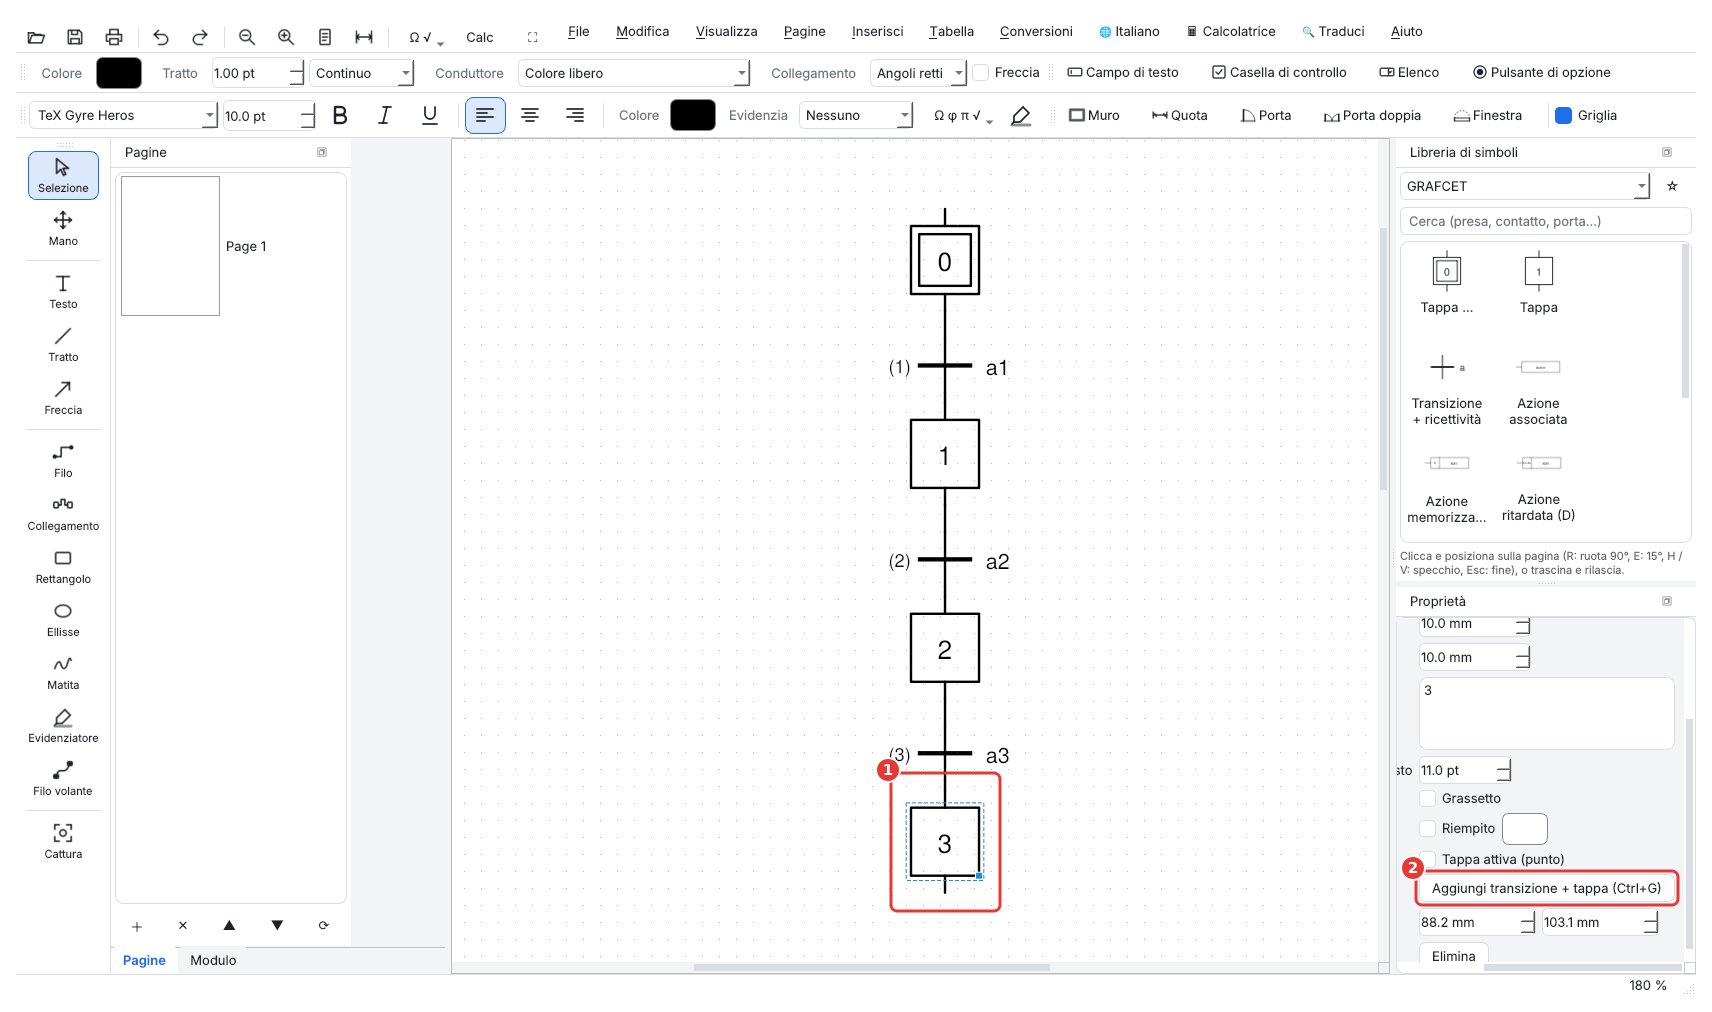 Ω √
Calc
File
Modifica
Visualizza
Pagine
Inserisci
Tabella
Conversioni
Italiano
Calcolatrice
Traduci
Aiuto
Colore
Tratto
1.00 pt
Continuo
Conduttore
Colore libero
Collegamento
Angoli retti
Freccia
Campo di testo
Casella di controllo
Elenco
Pulsante di opzione
TeX Gyre Heros
10.0 pt
B
I
U
Colore
Evidenzia
Nessuno
Ω φ π √
Muro
Quota
Porta
Porta doppia
Finestra
Griglia
Selezione
Mano
Testo
Tratto
Freccia
Filo
Collegamento
Rettangolo
Ellisse
Matita
Evidenziatore
Filo volante
Cattura
Pagine
Page 1
Pagine
Modulo
0
(1)
a1
1
(2)
a2
2
(3)
a3
1
3
Libreria di simboli
GRAFCET
Cerca (presa, contatto, porta...)
0
1
Tappa ...
Tappa
a
Transizione
+ ricettività
Azione
associata
Azione
memorizza...
Azione
ritardata (D)
Clicca e posiziona sulla pagina (R: ruota 90°, E: 15°, H /
V: specchio, Esc: fine), o trascina e rilascia.
Proprietà
10.0 mm
10.0 mm
3
sto
11.0 pt
Grassetto
Riempito
Tappa attiva (punto)
2
Aggiungi transizione + tappa (Ctrl+G)
88.2 mm
103.1 mm
Elimina
180 %